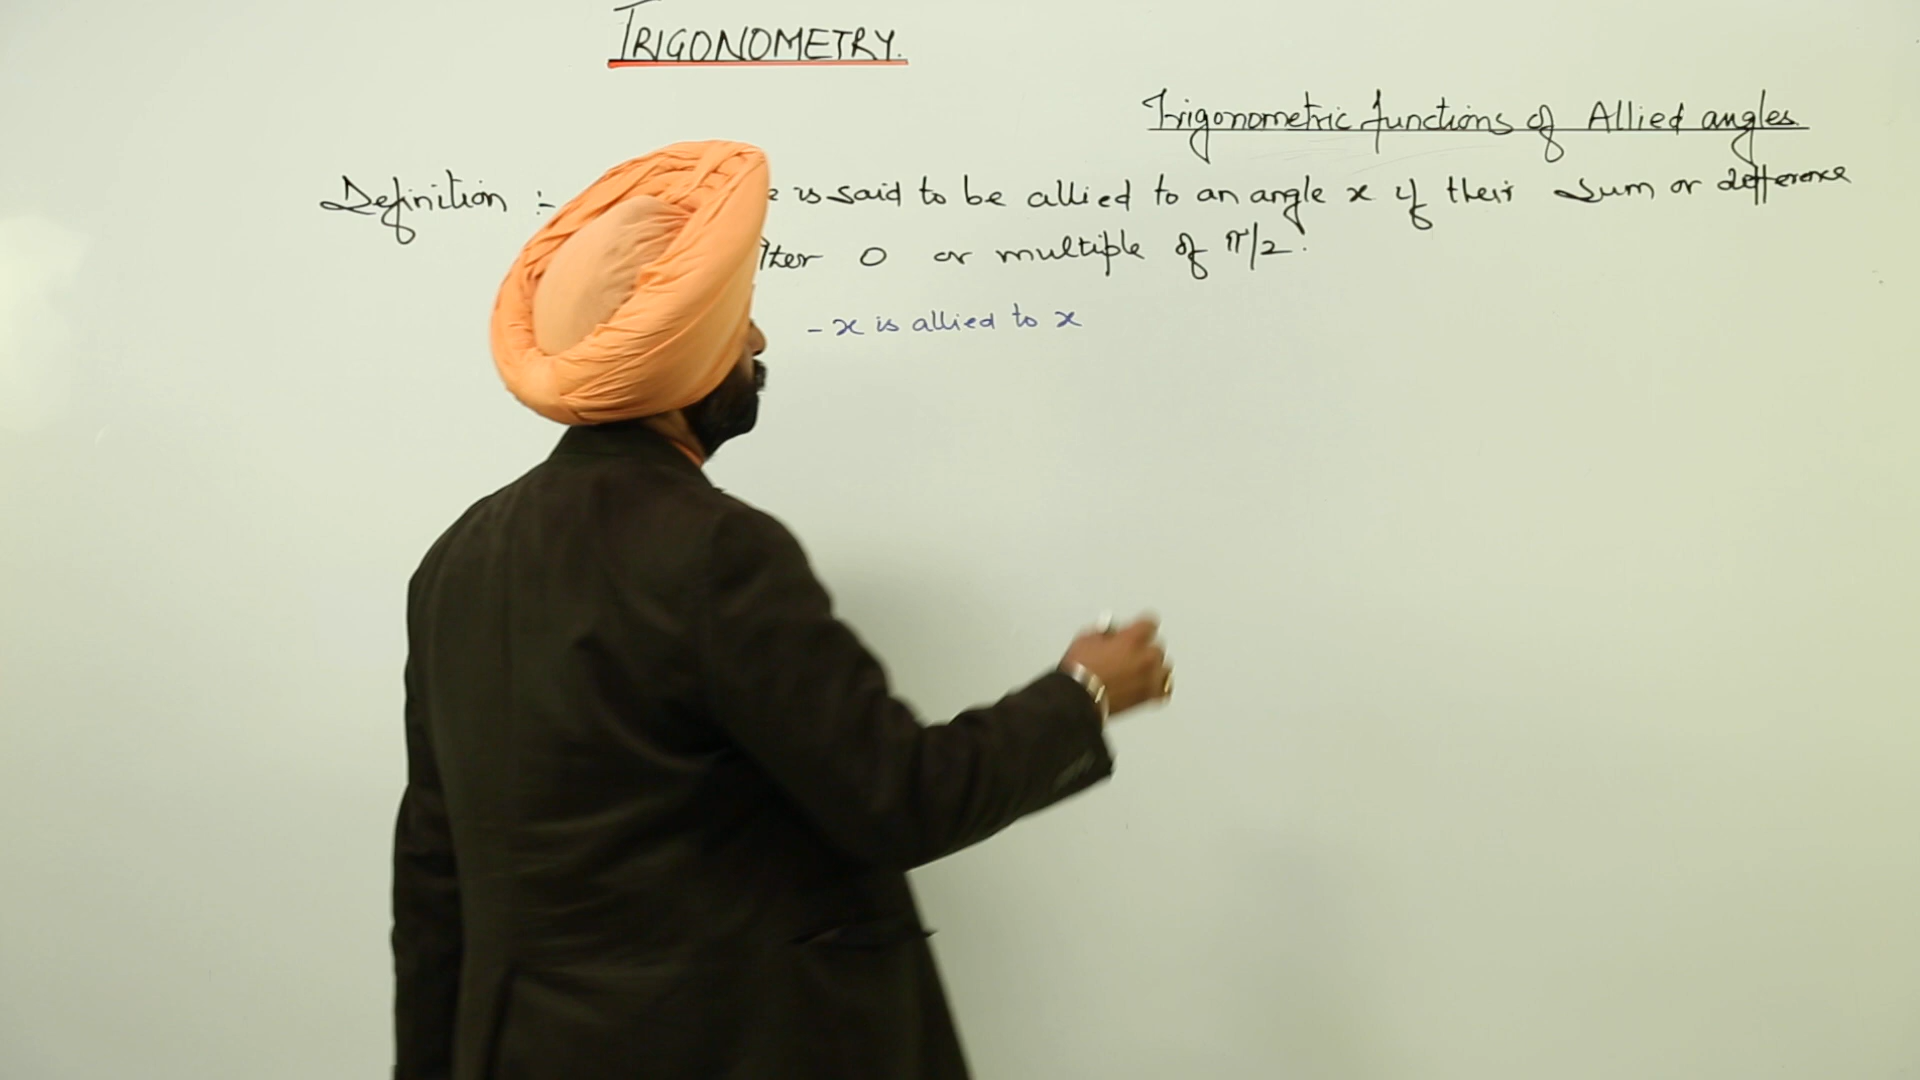 TRIGONOMETRY.
Trigonometric functions of Allied angles.
Definition :- is said to be allied to an angle x if their sum or difference
0 or multiple of π/2.
-x is allied to x